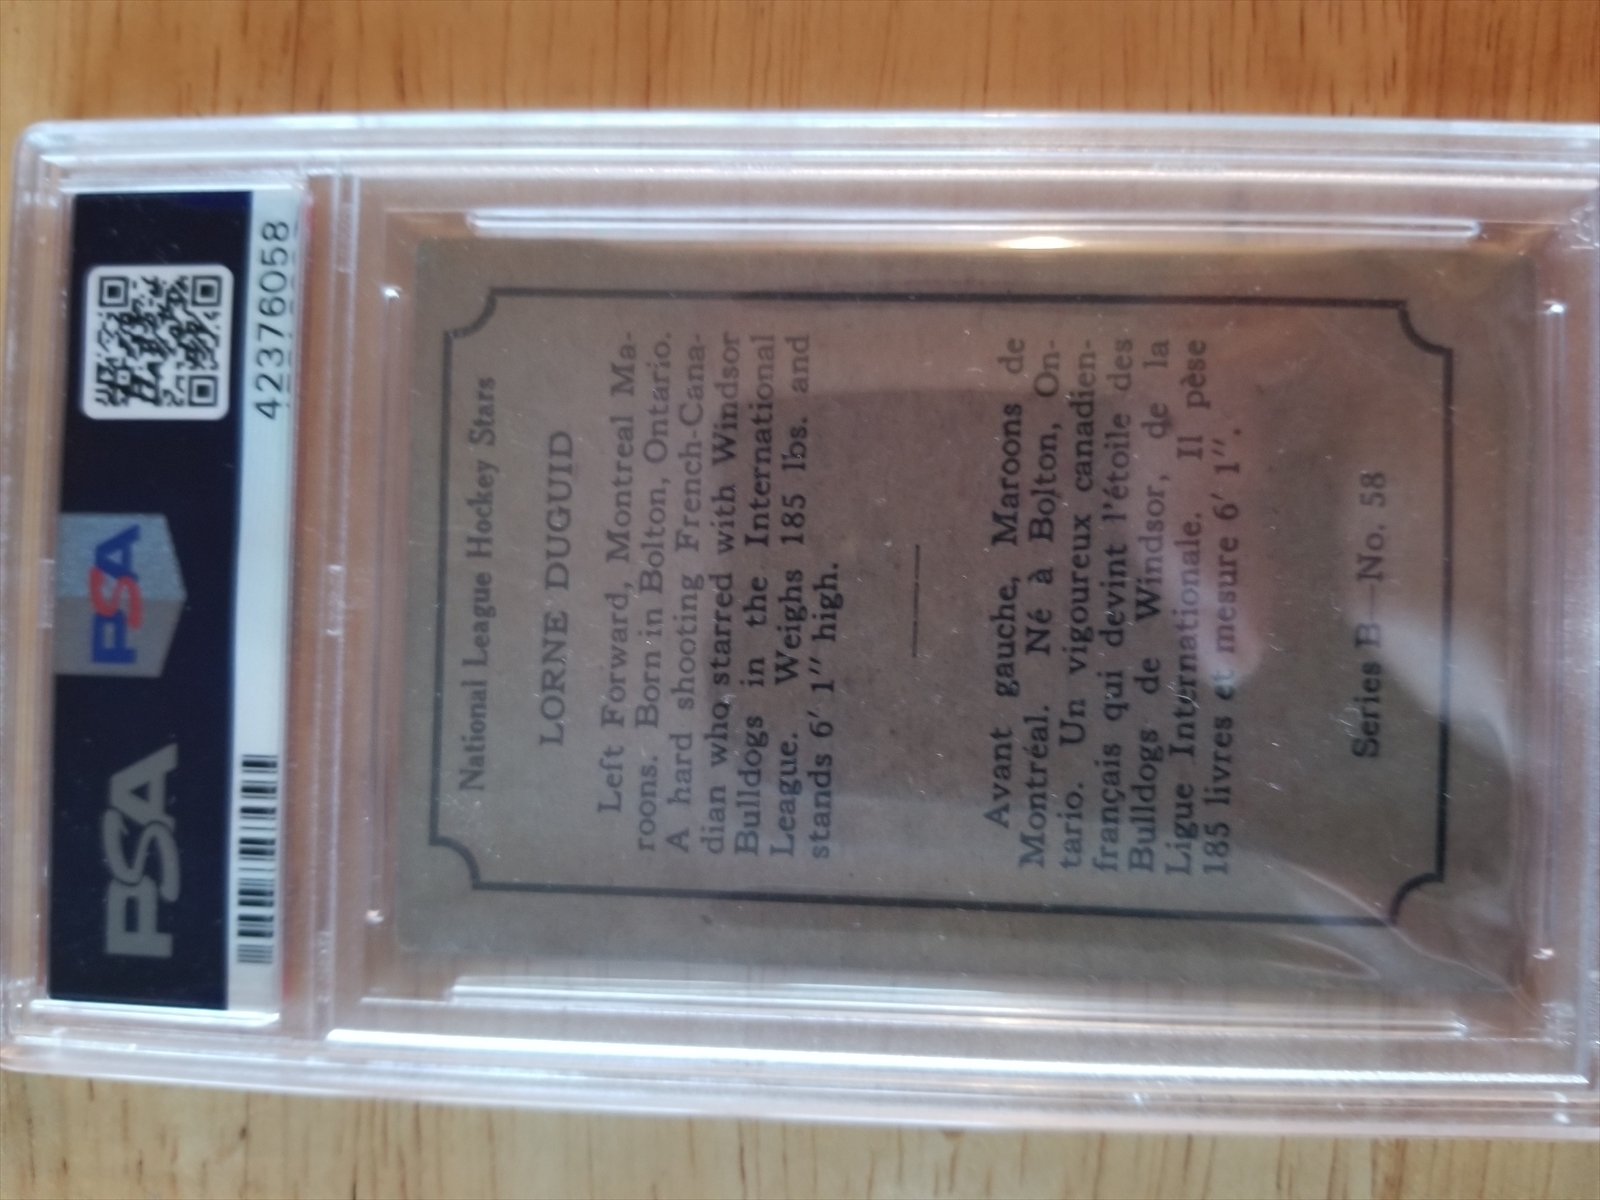 PSA
PSA
42376058
National League Hockey Stars
LORNE DUGUID
Left Forward, Montreal Ma-
roons. Born in Bolton, Ontario.
A hard shooting French-Cana-
dian who starred with Windsor
Bulldogs in the International
League. Weighs 185 lbs. and
stands 6′ 1″ high.
Avant gauche, Maroons de
Montréal. Né à Bolton, On-
tario. Un vigoureux canadien-
français qui devint l'étoile des
Bulldogs de Windsor, de la
Ligue Internationale. Il pèse
185 livres et mesure 6′ 1″.
Series B—No. 58